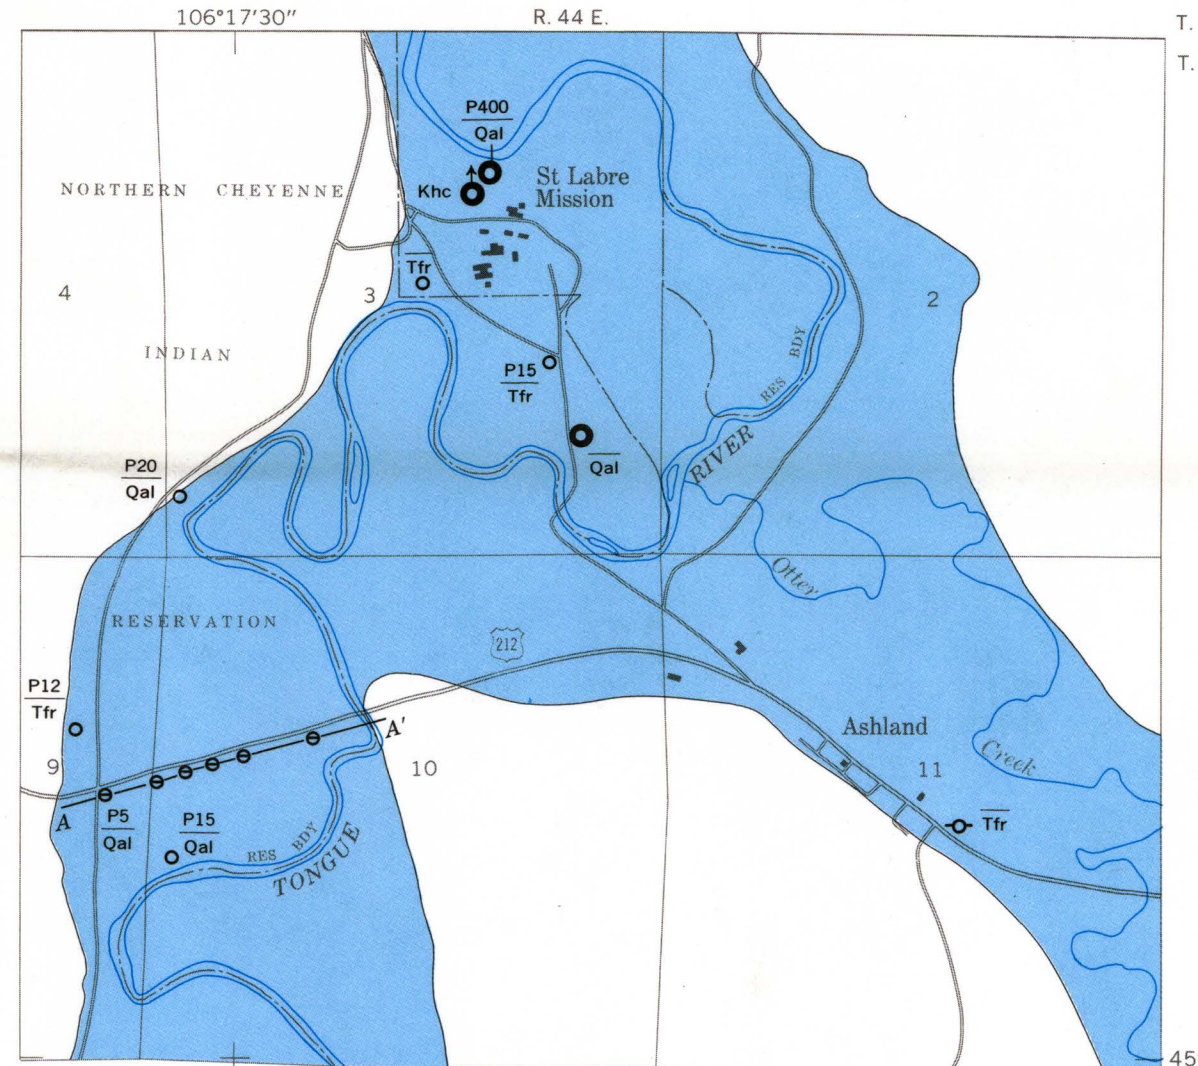 106°17′30″
R. 44 E.
T.
T.
P400
Qal
Khc
St Labre
Mission
NORTHERN CHEYENNE
Tfr
4
3
2
INDIAN
RES BDY
P15
Tfr
RIVER
Qal
P20
Qal
Otter
RESERVATION
212
P12
Tfr
A'
Ashland
Creek
9
10
11
A
P5
Qal
P15
Qal
Tfr
RES BDY
TONGUE
45